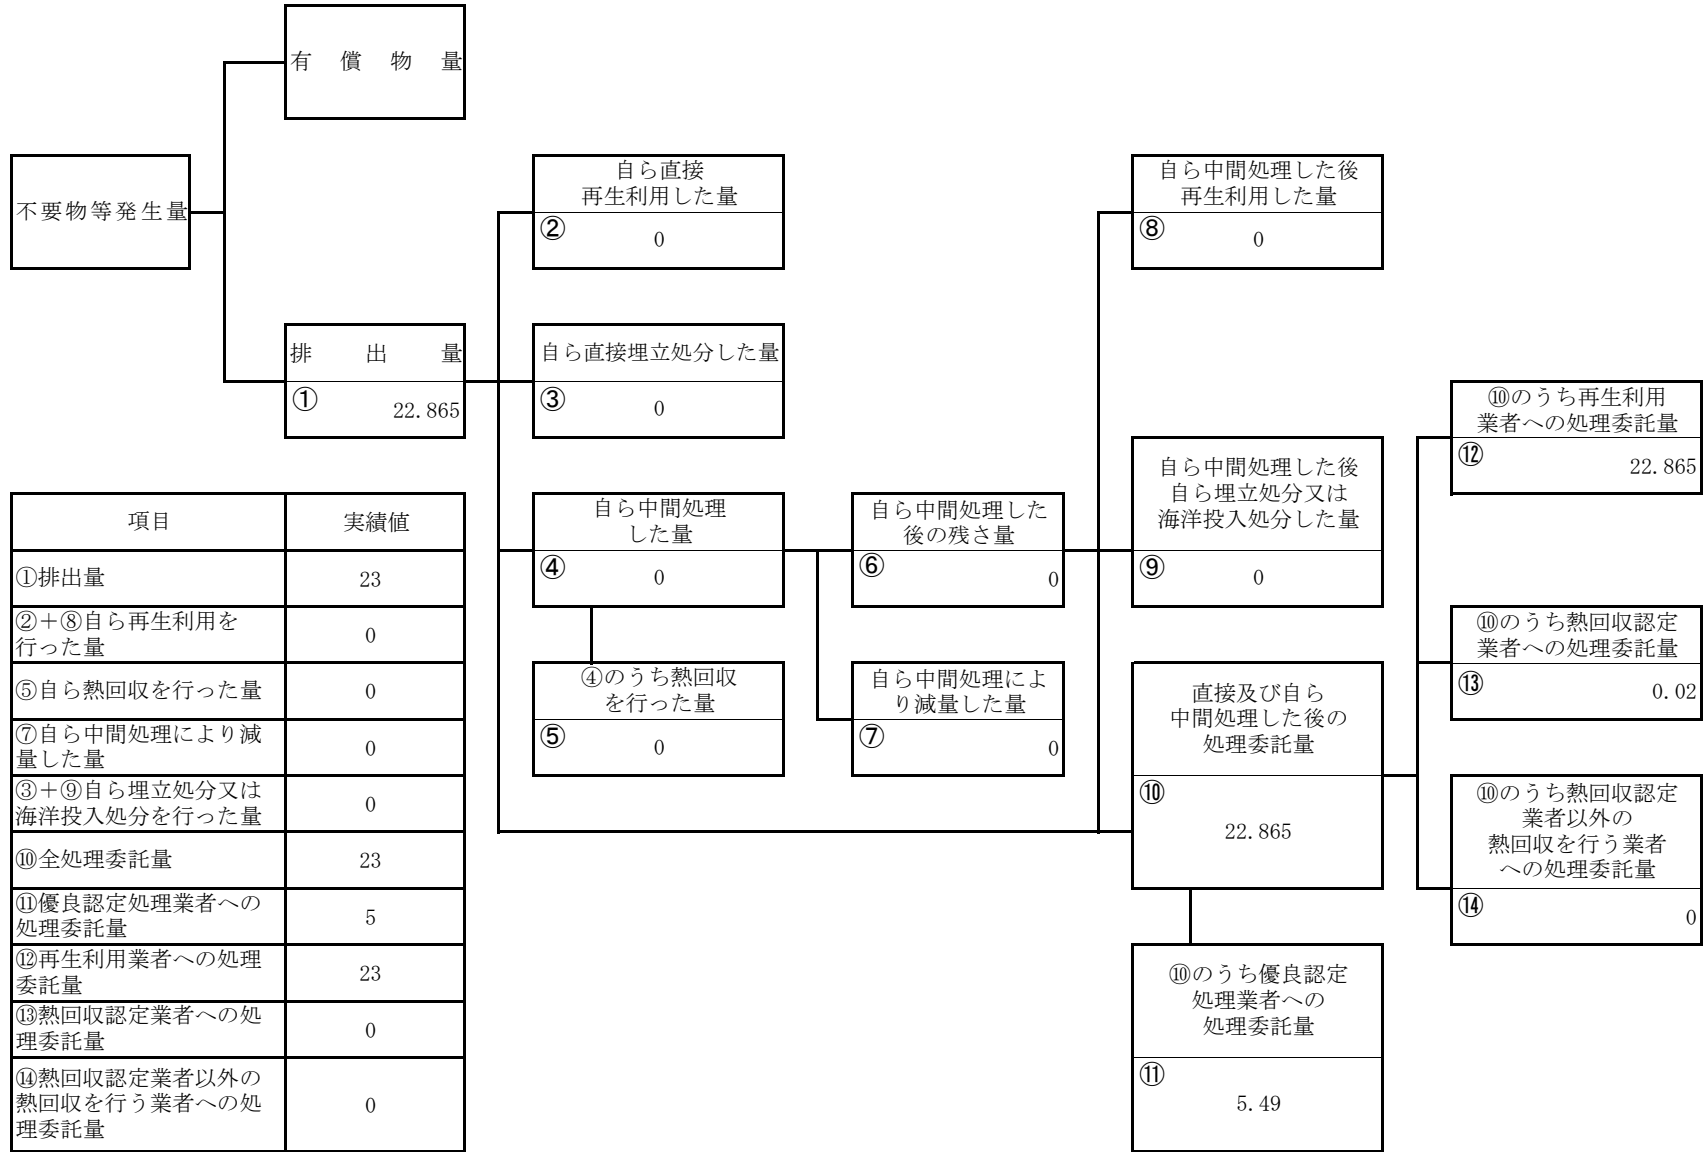 有償物量
不要物等発生量
排出量
①
22.865
自ら直接
再生利用した量
②
0
自ら直接埋立処分した量
③
0
自ら中間処理
した量
④
0
④のうち熱回収
を行った量
⑤
0
自ら中間処理した
後の残さ量
⑥
0
自ら中間処理によ
り減量した量
⑦
0
自ら中間処理した後
再生利用した量
⑧
0
自ら中間処理した後
自ら埋立処分又は
海洋投入処分した量
⑨
0
直接及び自ら
中間処理した後の
処理委託量
⑩
22.865
⑩のうち優良認定
処理業者への
処理委託量
⑪
5.49
⑩のうち再生利用
業者への処理委託量
⑫
22.865
⑩のうち熱回収認定
業者への処理委託量
⑬
0.02
⑩のうち熱回収認定
業者以外の
熱回収を行う業者
への処理委託量
⑭
0
項目 実績値
①排出量 23
②+⑧自ら再生利用を
行った量 0
⑤自ら熱回収を行った量 0
⑦自ら中間処理により減
量した量 0
③+⑨自ら埋立処分又は
海洋投入処分を行った量 0
⑩全処理委託量 23
⑪優良認定処理業者への
処理委託量 5
⑫再生利用業者への処理
委託量 23
⑬熱回収認定業者への処
理委託量 0
⑭熱回収認定業者以外の
熱回収を行う業者への処 0
理委託量